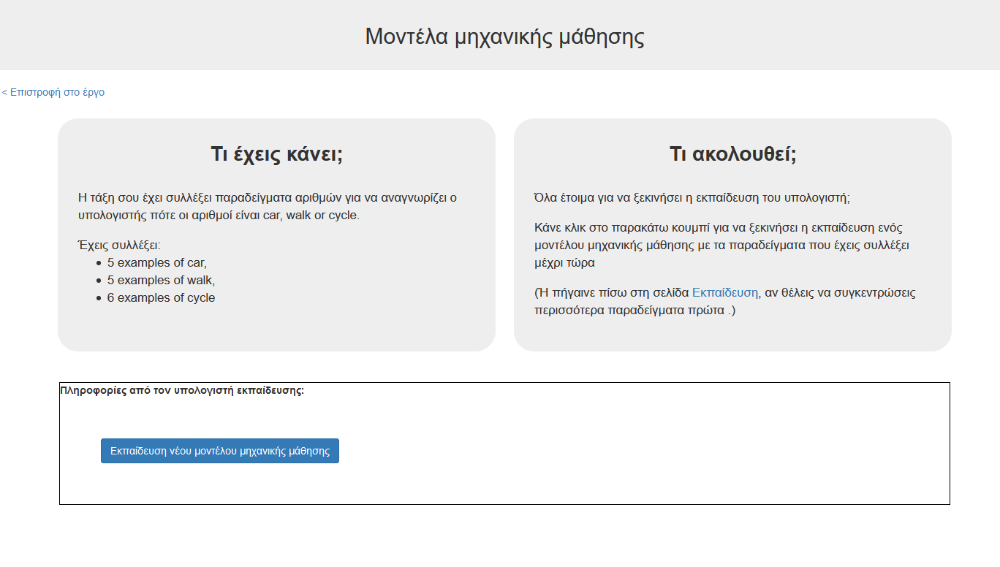 Μοντέλα μηχανικής μάθησης
< Επιστροφή στο έργο
Τι έχεις κάνει;
Η τάξη σου έχει συλλέξει παραδείγματα αριθμών για να αναγνωρίζει ο
υπολογιστής πότε οι αριθμοί είναι car, walk or cycle.
Έχεις συλλέξει:
• 5 examples of car,
• 5 examples of walk,
• 6 examples of cycle
Τι ακολουθεί;
Όλα έτοιμα για να ξεκινήσει η εκπαίδευση του υπολογιστή;
Κάνε κλικ στο παρακάτω κουμπί για να ξεκινήσει η εκπαίδευση ενός
μοντέλου μηχανικής μάθησης με τα παραδείγματα που έχεις συλλέξει
μέχρι τώρα
(Ή πήγαινε πίσω στη σελίδα Εκπαίδευση, αν θέλεις να συγκεντρώσεις
περισσότερα παραδείγματα πρώτα .)
Πληροφορίες από τον υπολογιστή εκπαίδευσης:
Εκπαίδευση νέου μοντέλου μηχανικής μάθησης